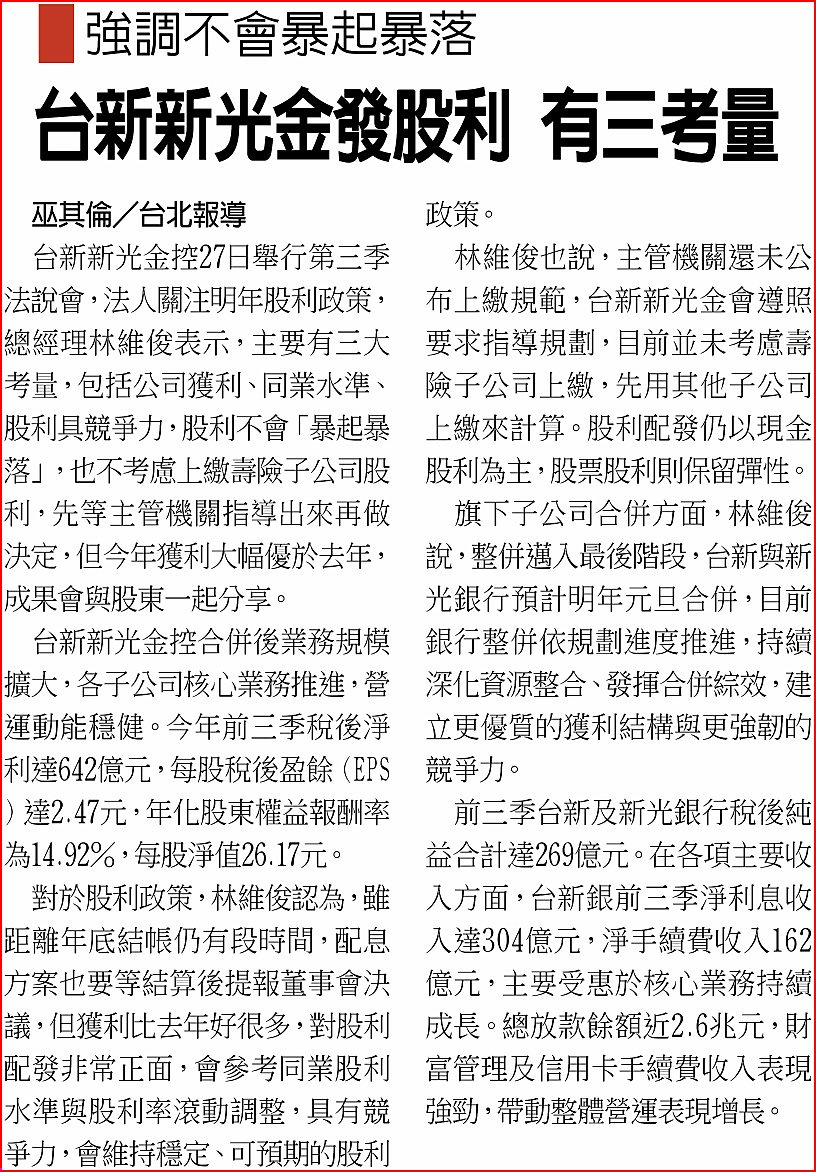 強調不會暴起暴落
台新新光金發股利 有三考量
巫其倫／台北報導
台新新光金控27日舉行第三季
法說會，法人關注明年股利政策，
總經理林維俊表示，主要有三大
考量，包括公司獲利、同業水準、
股利具競爭力，股利不會「暴起暴
落」，也不考慮上繳壽險子公司股
利，先等主管機關指導出來再做
決定，但今年獲利大幅優於去年，
成果會與股東一起分享。
台新新光金控合併後業務規模
擴大，各子公司核心業務推進，營
運動能穩健。今年前三季稅後淨
利達642億元，每股稅後盈餘（EPS
）達2.47元，年化股東權益報酬率
為14.92%，每股淨值26.17元。
對於股利政策，林維俊認為，雖
距離年底結帳仍有段時間，配息
方案也要等結算後提報董事會決
議，但獲利比去年好很多，對股利
配發非常正面，會參考同業股利
水準與股利率滾動調整，具有競
爭力，會維持穩定、可預期的股利
政策。
林維俊也說，主管機關還未公
布上繳規範，台新新光金會遵照
要求指導規劃，目前並未考慮壽
險子公司上繳，先用其他子公司
上繳來計算。股利配發仍以現金
股利為主，股票股利則保留彈性。
旗下子公司合併方面，林維俊
說，整併邁入最後階段，台新與新
光銀行預計明年元旦合併，目前
銀行整併依規劃進度推進，持續
深化資源整合、發揮合併綜效，建
立更優質的獲利結構與更強韌的
競爭力。
前三季台新及新光銀行稅後純
益合計達269億元。在各項主要收
入方面，台新銀前三季淨利息收
入達304億元，淨手續費收入162
億元，主要受惠於核心業務持續
成長。總放款餘額近2.6兆元，財
富管理及信用卡手續費收入表現
強勁，帶動整體營運表現增長。